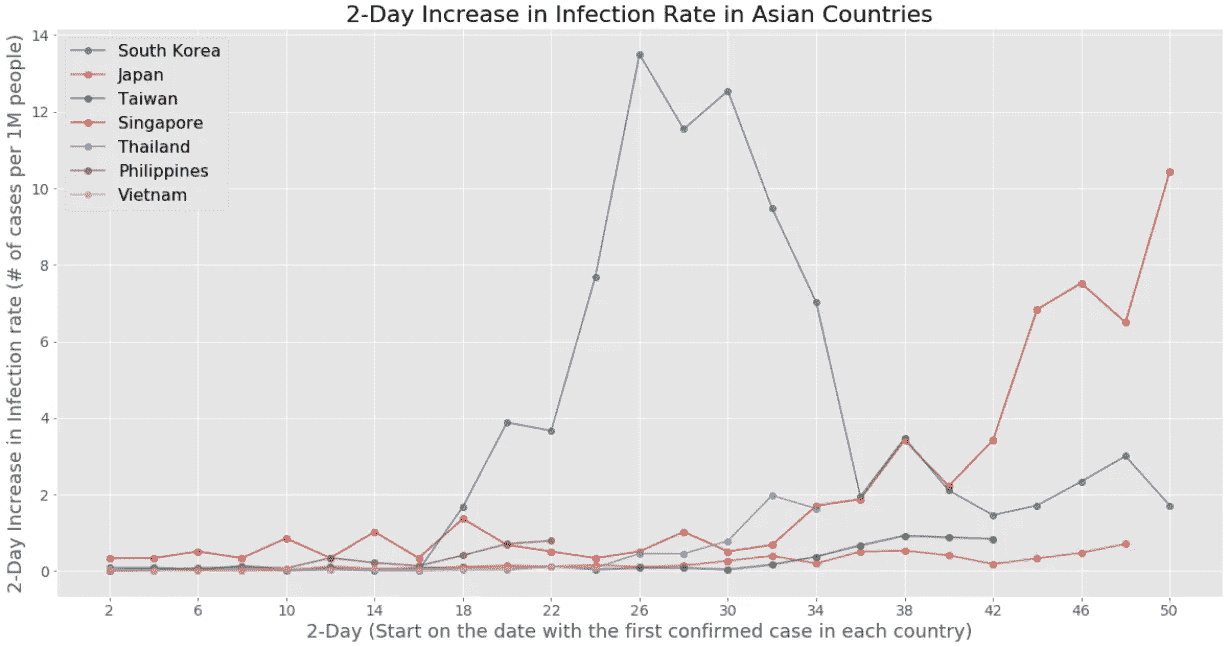 2-Day Increase in Infection Rate in Asian Countries
2-Day Increase in Infection rate (# of cases per 1M people)
14
12
10
8
6
4
2
0
South Korea
Japan
Taiwan
Singapore
Thailand
Philippines
Vietnam
2 6 10 14 18 22 26 30 34 38 42 46 50
2-Day (Start on the date with the first confirmed case in each country)